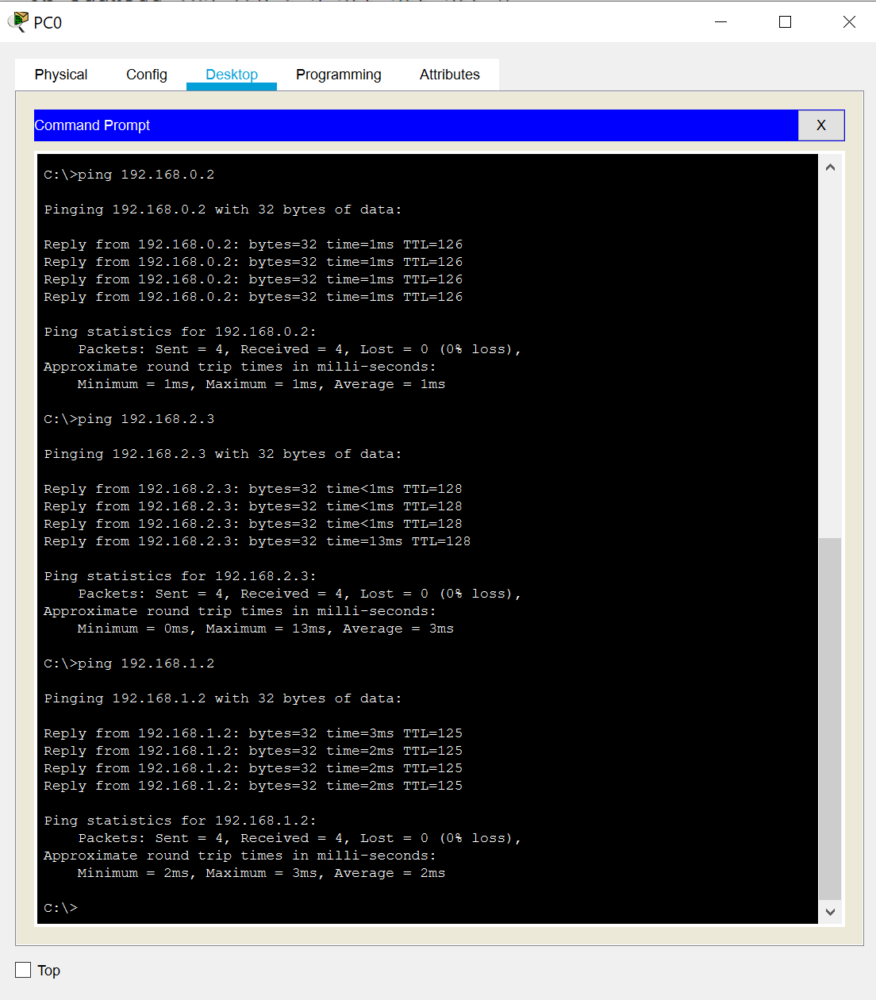 PC0
Physical Config Desktop Programming Attributes
Command Prompt X
C:\>ping 192.168.0.2
Pinging 192.168.0.2 with 32 bytes of data:
Reply from 192.168.0.2: bytes=32 time=1ms TTL=126
Reply from 192.168.0.2: bytes=32 time=1ms TTL=126
Reply from 192.168.0.2: bytes=32 time=1ms TTL=126
Reply from 192.168.0.2: bytes=32 time=1ms TTL=126
Ping statistics for 192.168.0.2:
Packets: Sent = 4, Received = 4, Lost = 0 (0% loss),
Approximate round trip times in milli-seconds:
Minimum = 1ms, Maximum = 1ms, Average = 1ms
C:\>ping 192.168.2.3
Pinging 192.168.2.3 with 32 bytes of data:
Reply from 192.168.2.3: bytes=32 time<1ms TTL=128
Reply from 192.168.2.3: bytes=32 time<1ms TTL=128
Reply from 192.168.2.3: bytes=32 time<1ms TTL=128
Reply from 192.168.2.3: bytes=32 time=13ms TTL=128
Ping statistics for 192.168.2.3:
Packets: Sent = 4, Received = 4, Lost = 0 (0% loss),
Approximate round trip times in milli-seconds:
Minimum = 0ms, Maximum = 13ms, Average = 3ms
C:\>ping 192.168.1.2
Pinging 192.168.1.2 with 32 bytes of data:
Reply from 192.168.1.2: bytes=32 time=3ms TTL=125
Reply from 192.168.1.2: bytes=32 time=2ms TTL=125
Reply from 192.168.1.2: bytes=32 time=2ms TTL=125
Reply from 192.168.1.2: bytes=32 time=2ms TTL=125
Ping statistics for 192.168.1.2:
Packets: Sent = 4, Received = 4, Lost = 0 (0% loss),
Approximate round trip times in milli-seconds:
Minimum = 2ms, Maximum = 3ms, Average = 2ms
C:\>
Top